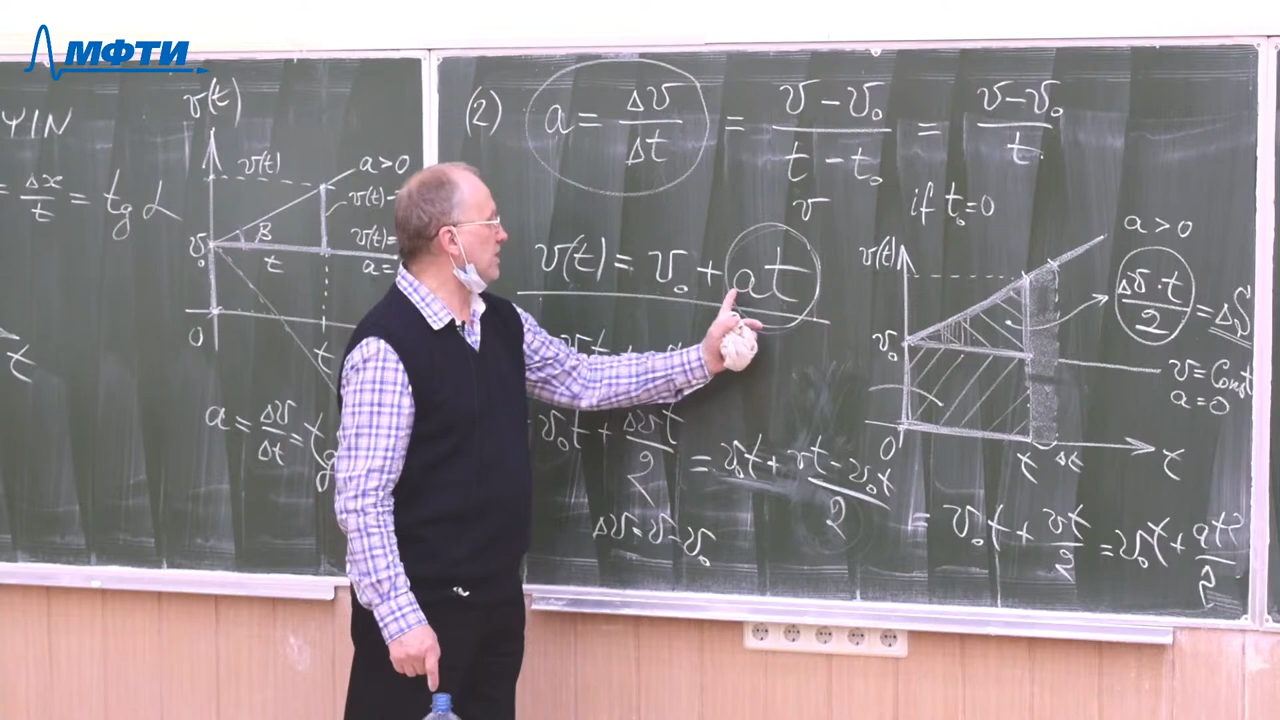 МФТИ
YIN
= Δx/t = tg α
t
v(t)
v(t)
a>0
v(t)
v(t)=
v₀
β
t
a=
0
t
a = Δv/Δt = tg
(2) a = Δv/Δt = (v - v₀)/(t - t₀) = (v - v₀)/t
v
if t₀=0
v(t) = v₀ + at
v₀t + Δvt/2 = v₀t + (vt - v₀t)/2 = v₀t + vt/2 = v₀t + at²/2
Δv = v - v₀
a>0
v(t)
Δv·t/2 = ΔS
v₀
v = Const
a=0
0
t
Δt
t